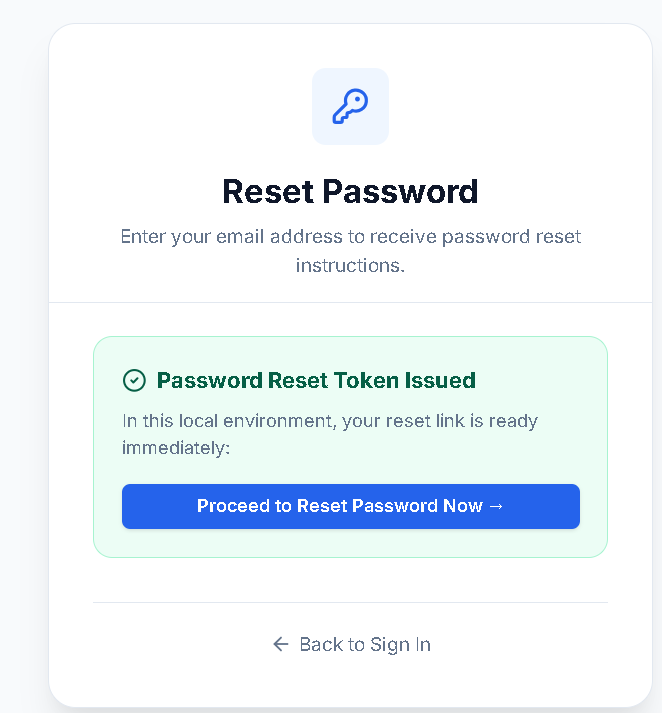 Reset Password
Enter your email address to receive password reset
instructions.
Password Reset Token Issued
In this local environment, your reset link is ready
immediately:
Proceed to Reset Password Now →
← Back to Sign In